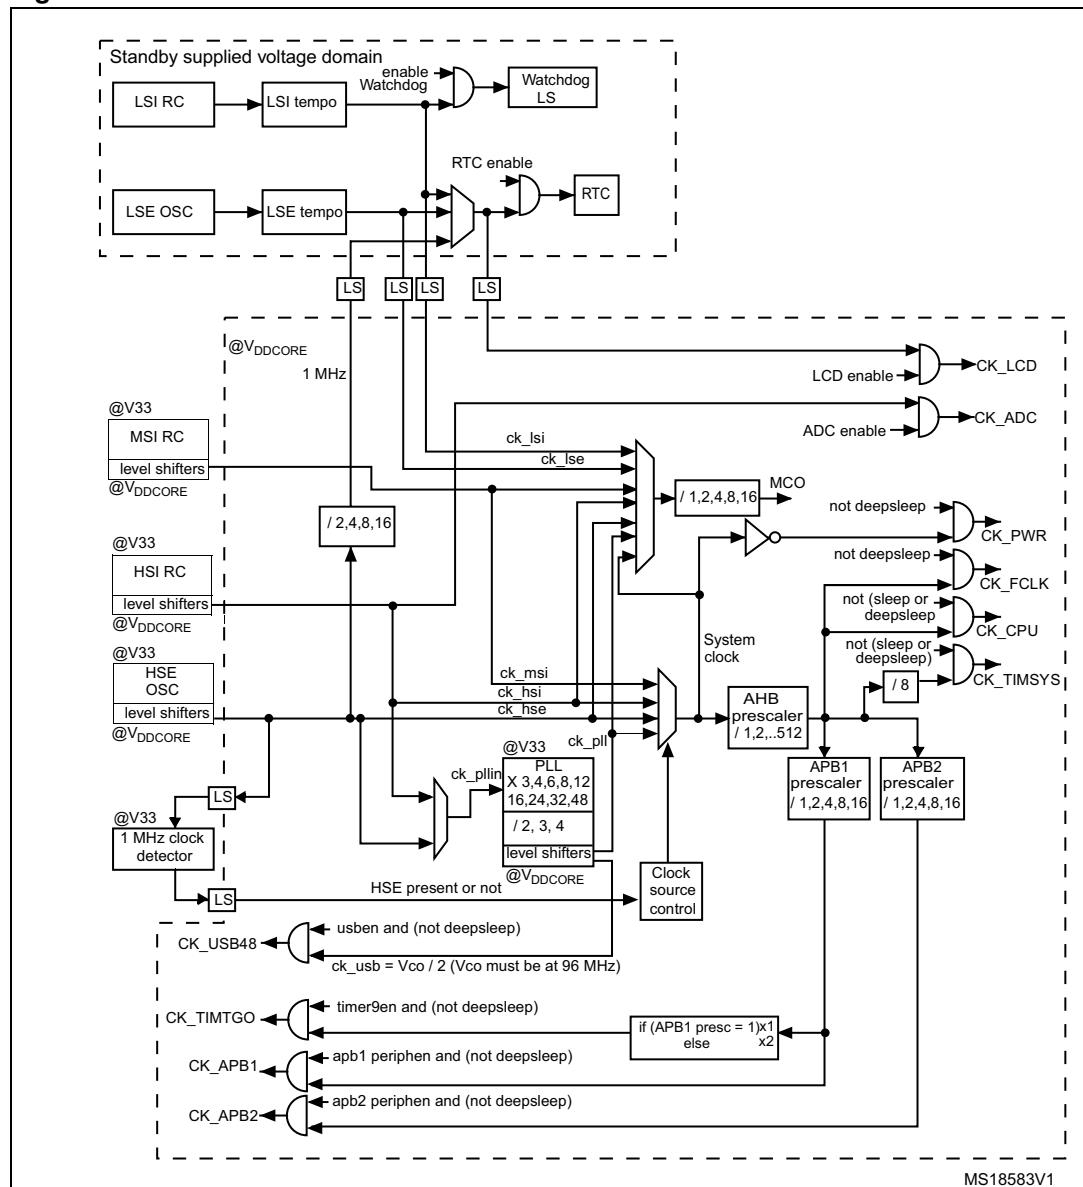 Standby supplied voltage domain
enable
Watchdog
Watchdog
LS
LSI RC
LSI tempo
RTC enable
RTC
LSE OSC
LSE tempo
LS
LS
LS
LS
@VDDCORE
1 MHz
CK_LCD
LCD enable
@V33
MSI RC
level shifters
@VDDCORE
CK_ADC
ADC enable
ck_lsi
ck_lse
MCO
/ 1,2,4,8,16
/ 2,4,8,16
not deepsleep
CK_PWR
@V33
HSI RC
level shifters
@VDDCORE
not deepsleep
CK_FCLK
not (sleep or
deepsleep
CK_CPU
System
clock
not (sleep or
deepsleep)
CK_TIMSYS
/ 8
@V33
HSE
OSC
level shifters
@VDDCORE
ck_msi
ck_hsi
ck_hse
ck_pll
AHB
prescaler
/ 1,2,..512
@V33
PLL
X 3,4,6,8,12
16,24,32,48
/ 2, 3, 4
level shifters
@VDDCORE
ck_pllin
APB1
prescaler
/ 1,2,4,8,16
APB2
prescaler
/ 1,2,4,8,16
LS
@V33
1 MHz clock
detector
LS
HSE present or not
Clock
source
control
usben and (not deepsleep)
CK_USB48
ck_usb = Vco / 2 (Vco must be at 96 MHz)
timer9en and (not deepsleep)
CK_TIMTGO
if (APB1 presc = 1)x1
else x2
apb1 periphen and (not deepsleep)
CK_APB1
apb2 periphen and (not deepsleep)
CK_APB2
MS18583V1